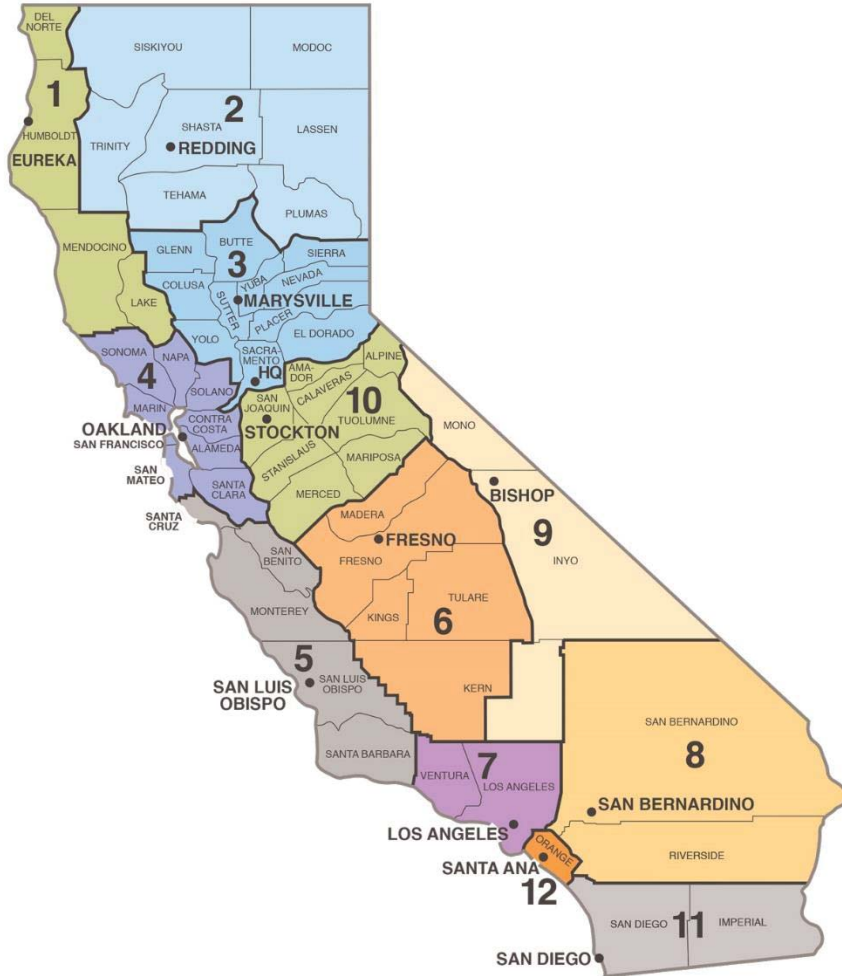 DEL
NORTE
SISKIYOU
MODOC
1
HUMBOLDT
EUREKA
TRINITY
SHASTA
2
REDDING
LASSEN
TEHAMA
PLUMAS
MENDOCINO
LAKE
GLENN
BUTTE
3
SIERRA
COLUSA
YUBA
NEVADA
SUTTER
MARYSVILLE
PLACER
YOLO
EL DORADO
SACRA-
MENTO
HQ
SONOMA
NAPA
4
SOLANO
MARIN
OAKLAND
SAN FRANCISCO
CONTRA
COSTA
ALAMEDA
SAN
MATEO
SANTA
CLARA
SANTA
CRUZ
AMA-
DOR
ALPINE
CALAVERAS
SAN
JOAQUIN
10
STOCKTON
TUOLUMNE
STANISLAUS
MARIPOSA
MERCED
MONO
BISHOP
9
INYO
MADERA
FRESNO
FRESNO
TULARE
KINGS
6
KERN
SAN
BENITO
MONTEREY
5
SAN LUIS
OBISPO
SAN LUIS
OBISPO
SANTA BARBARA
7
VENTURA
LOS ANGELES
LOS ANGELES
SAN BERNARDINO
8
SAN BERNARDINO
RIVERSIDE
ORANGE
SANTA ANA
12
SAN DIEGO
11
IMPERIAL
SAN DIEGO